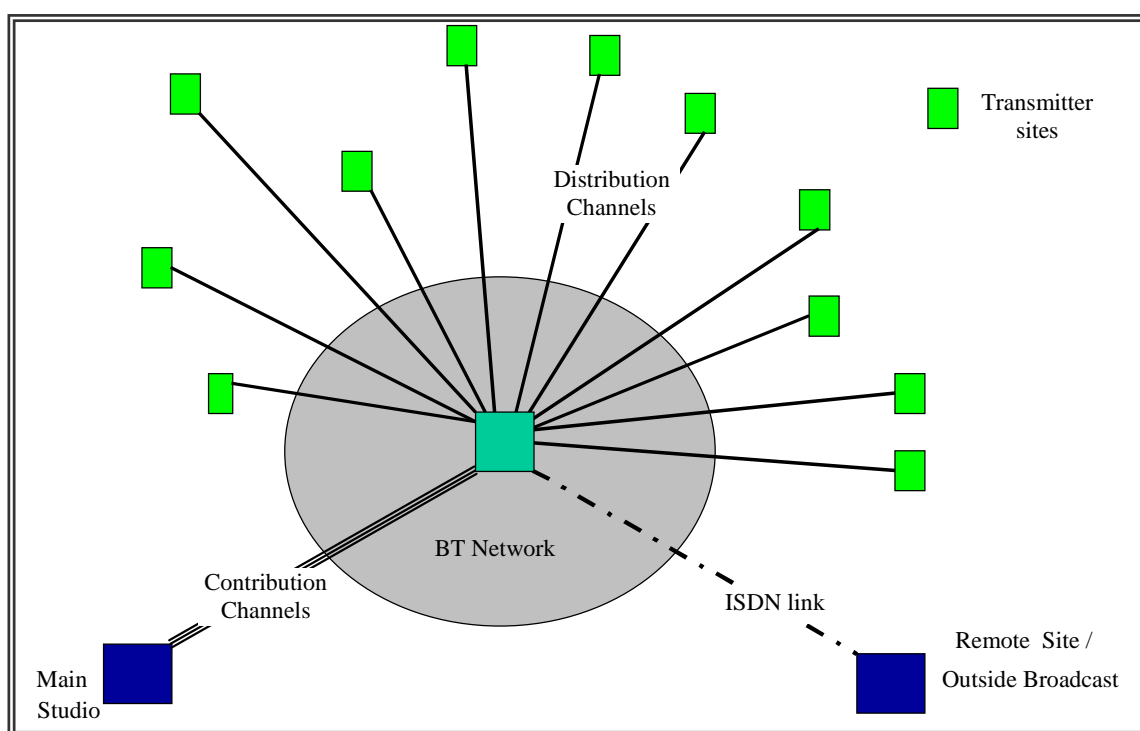 Transmitter
sites
Distribution
Channels
BT Network
Contribution
Channels
ISDN link
Remote Site /
Outside Broadcast
Main
Studio